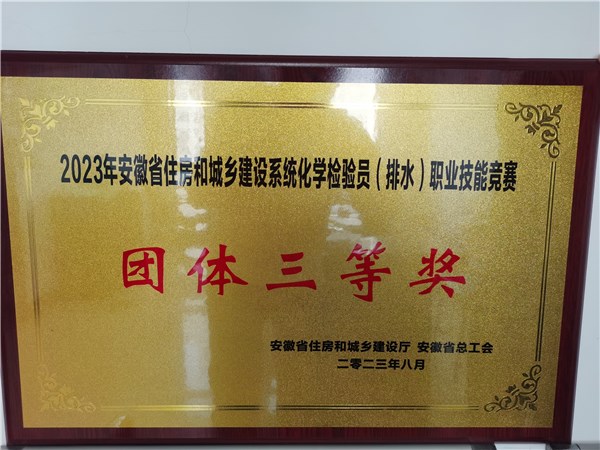 2023年安徽省住房和城乡建设系统化学检验员（排水）职业技能竞赛
团体三等奖
安徽省住房和城乡建设厅 安徽省总工会
二零二三年八月